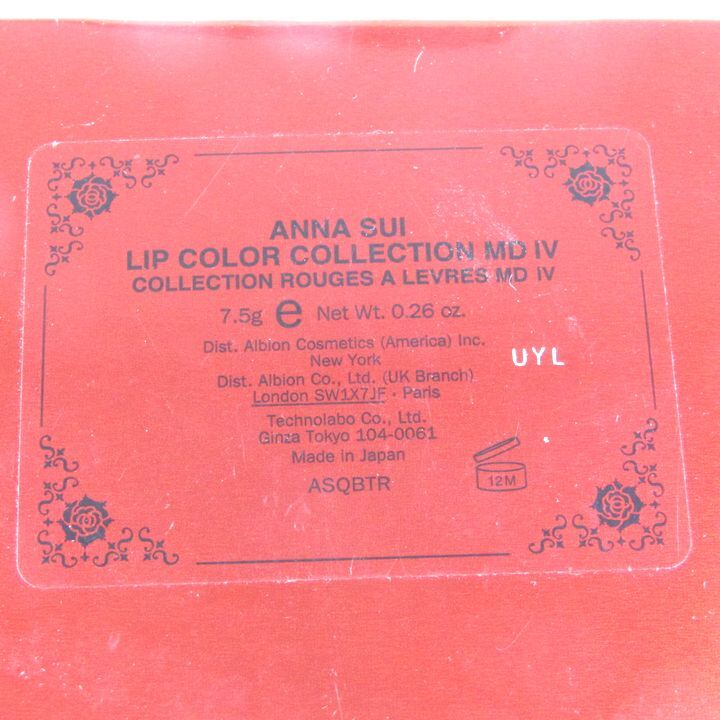 ANNA SUI
LIP COLOR COLLECTION MD IV
COLLECTION ROUGES A LEVRES MD IV
7.5g e Net Wt. 0.26 oz.
Dist. Albion Cosmetics (America) Inc.
New York
UYL
Dist. Albion Co., Ltd. (UK Branch)
London SW1X7JF · Paris
Technolabo Co., Ltd.
Ginza Tokyo 104-0061
Made in Japan
12M
ASQBTR